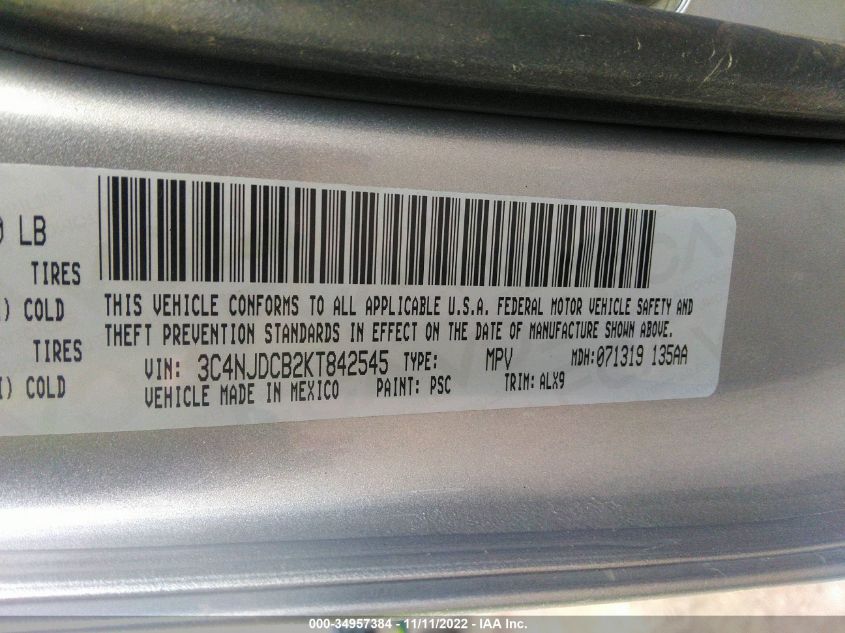 LB
TIRES
COLD
TIRES
COLD
THIS VEHICLE CONFORMS TO ALL APPLICABLE U.S.A. FEDERAL MOTOR VEHICLE SAFETY AND
THEFT PREVENTION STANDARDS IN EFFECT ON THE DATE OF MANUFACTURE SHOWN ABOVE.
VIN: 3C4NJDCB2KT842545 TYPE: MPV MDH:071319 135AA
VEHICLE MADE IN MEXICO PAINT: PSC TRIM: ALX9
000-34957384 - 11/11/2022 - IAA Inc.